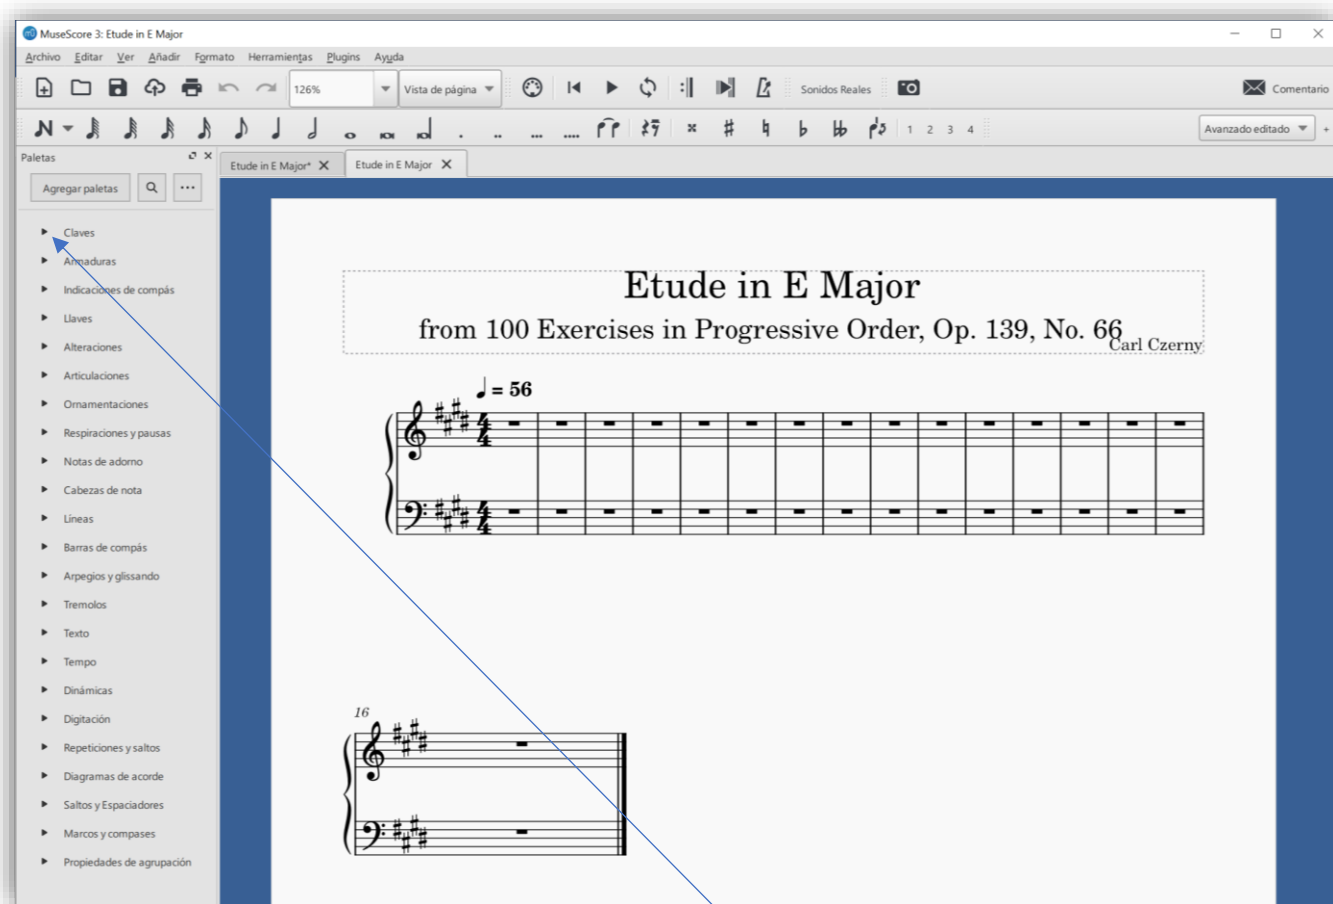 MuseScore 3: Etude in E Major
Archivo Editar Ver Añadir Formato Herramientas Plugins Ayuda
126% Vista de página Sonidos Reales Comentario
1 2 3 4 Avanzado editado +
Paletas
Etude in E Major* Etude in E Major
Agregar paletas ...
Claves
Armaduras
Indicaciones de compás
Llaves
Alteraciones
Articulaciones
Ornamentaciones
Respiraciones y pausas
Notas de adorno
Cabezas de nota
Líneas
Barras de compás
Arpegios y glissando
Tremolos
Texto
Tempo
Dinámicas
Digitación
Repeticiones y saltos
Diagramas de acorde
Saltos y Espaciadores
Marcos y compases
Propiedades de agrupación
Etude in E Major
from 100 Exercises in Progressive Order, Op. 139, No. 66
Carl Czerny
♩ = 56
16